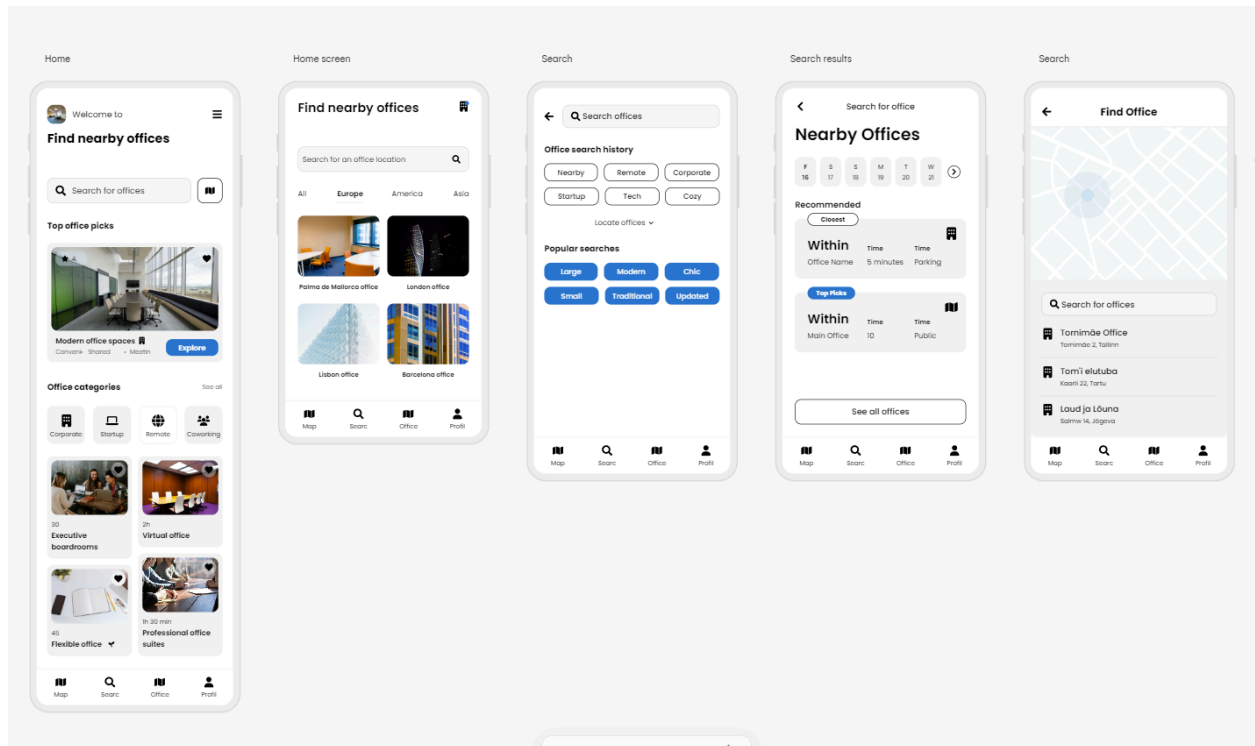 Home
Welcome to
Find nearby offices
Search for offices
Top office picks
4
Modern office spaces
Conveni• Shared • Meetin
Explore
Office categories
See all
Corporate Startup Remote Coworking
30
Executive
boardrooms
2h
Virtual office
45
Flexible office
1h 30 min
Professional office
suites
Map Searc Office Profil
Home screen
Find nearby offices
Search for an office location
All Europe America Asia
Palma de Mallorca office
London office
Lisbon office
Barcelona office
Map Searc Office Profil
Search
Search offices
Office search history
Nearby Remote Corporate
Startup Tech Cozy
Locate offices
Popular searches
Large Modern Chic
Small Traditional Updated
Map Searc Office Profil
Search results
Search for office
Nearby Offices
F S S M T W
16 17 18 19 20 21
Recommended
Closest
Within Time Time
Office Name 5 minutes Parking
Top Picks
Within Time Time
Main Office 10 Public
See all offices
Map Searc Office Profil
Search
Find Office
Search for offices
Tornimäe Office
Tornimäe 2, Tallinn
Tom'i elutuba
Kaarli 22, Tartu
Laud ja Lõuna
Salmw 14, Jõgeva
Map Searc Office Profil